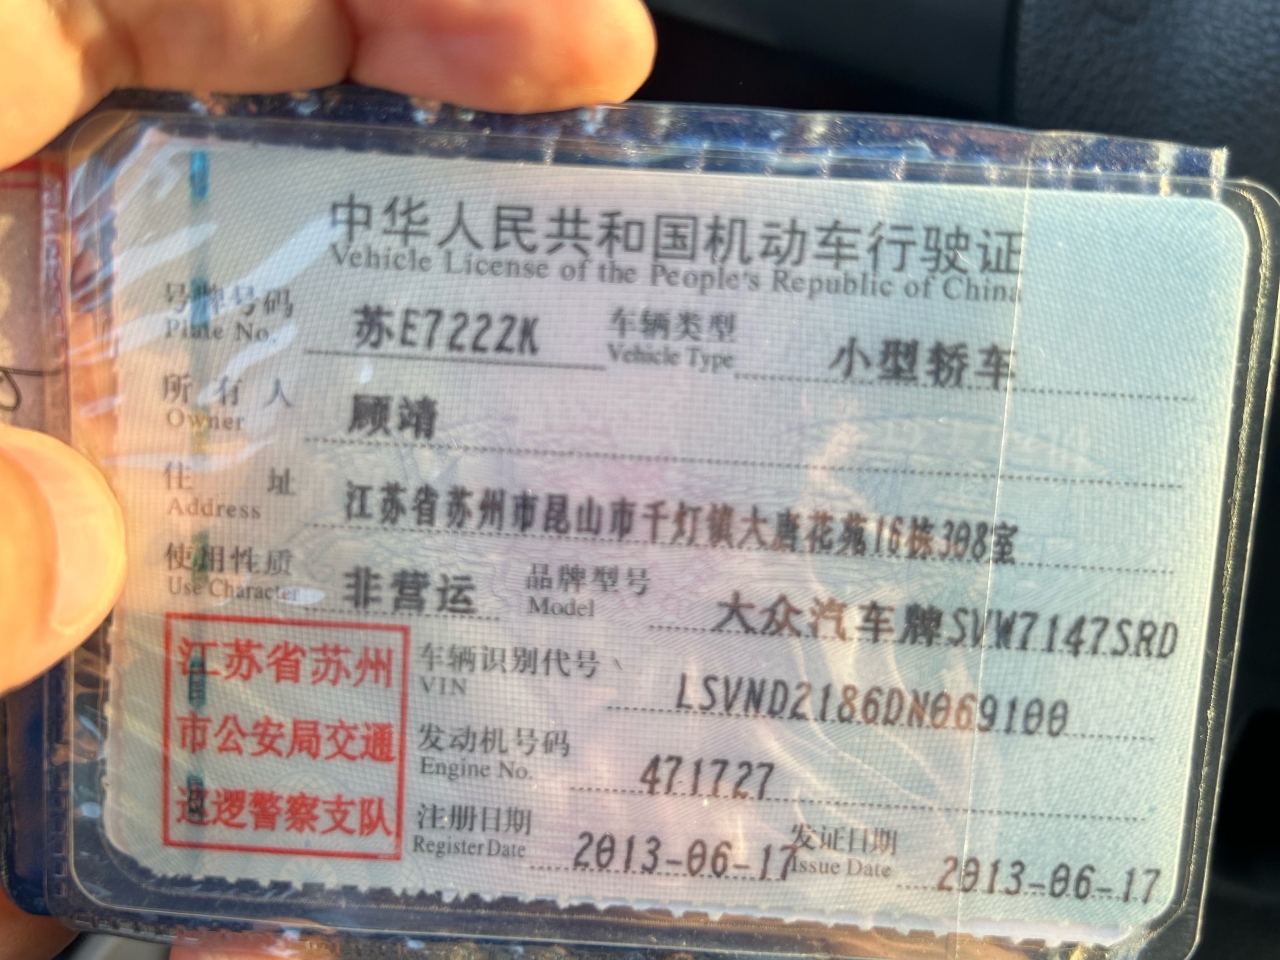 中华人民共和国机动车行驶证
Vehicle License of the People's Republic of China
号牌号码 苏E7222K 车辆类型 小型轿车
Plate No. Vehicle Type
所有人 顾靖
Owner
住址 江苏省苏州市昆山市千灯镇大唐花苑16栋308室
Address
使用性质 非营运 品牌型号 大众汽车牌SVW7147SRD
Use Character Model
江苏省苏州
市公安局交通
巡逻警察支队
车辆识别代号 LSVND2186DN069100
VIN
发动机号码 471727
Engine No.
注册日期 2013-06-17 发证日期 2013-06-17
Register Date Issue Date